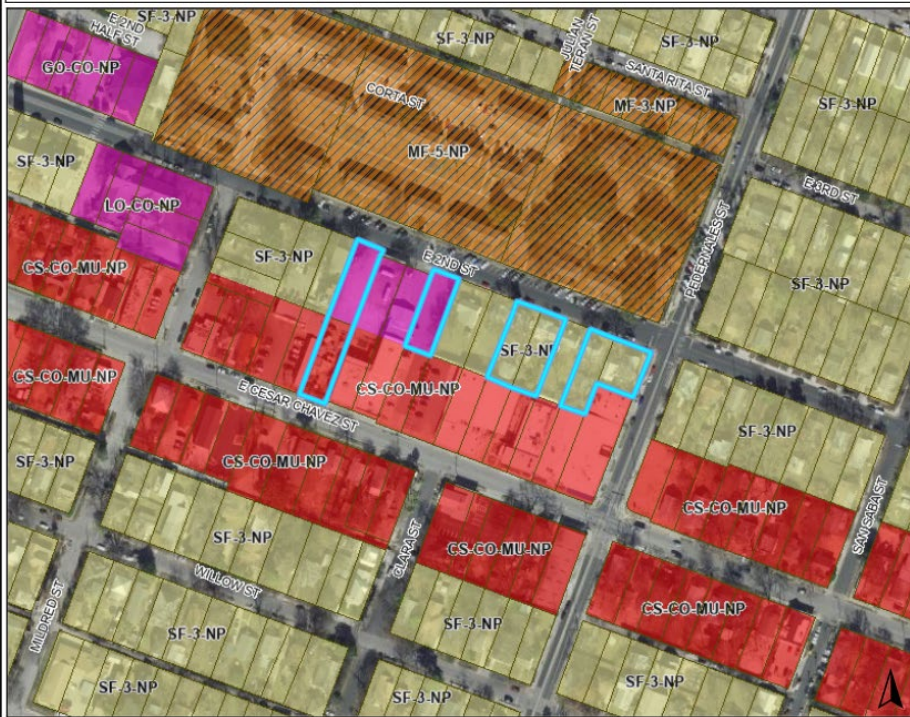 SF-3-NP
E 2ND
HALF ST
GO-CO-NP
SF-3-NP
JULIAN
TERAN ST
SF-3-NP
SANTA RITA ST
MF-3-NP
SF-3-NP
CORTA ST
MF-5-NP
SF-3-NP
E 3RD ST
LO-CO-NP
PEDERNALES ST
SF-3-NP
E 2ND ST
SF-3-NP
CS-CO-MU-NP
SF-3-NP
CS-CO-MU-NP
CS-CO-MU-NP
E CESAR CHAVEZ ST
SF-3-NP
SF-3-NP
CS-CO-MU-NP
CS-CO-MU-NP
SAN SABA ST
SF-3-NP
CLARA ST
CS-CO-MU-NP
WILLOW ST
MILDRED ST
CS-CO-MU-NP
SF-3-NP
SF-3-NP
SF-3-NP
SF-3-NP
SF-3-NP